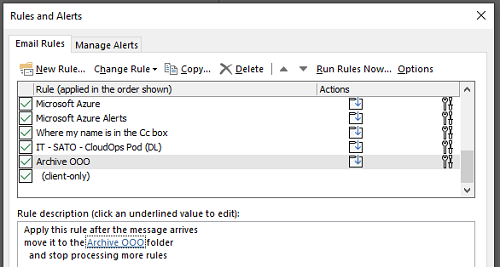 Rules and Alerts
Email Rules Manage Alerts
New Rule... Change Rule Copy... Delete Run Rules Now... Options
Rule (applied in the order shown) Actions
Microsoft Azure
Microsoft Azure Alerts
Where my name is in the Cc box
IT - SATO - CloudOps Pod (DL)
Archive OOO
(client-only)
Rule description (click an underlined value to edit):
Apply this rule after the message arrives
move it to the Archive OOO folder
and stop processing more rules